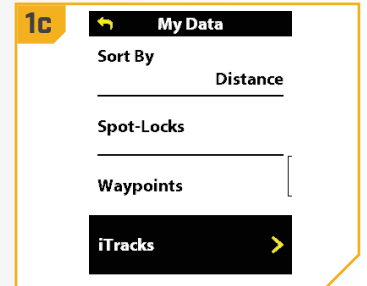 1c
My Data
Sort By
Distance
Spot-Locks
Waypoints
iTracks